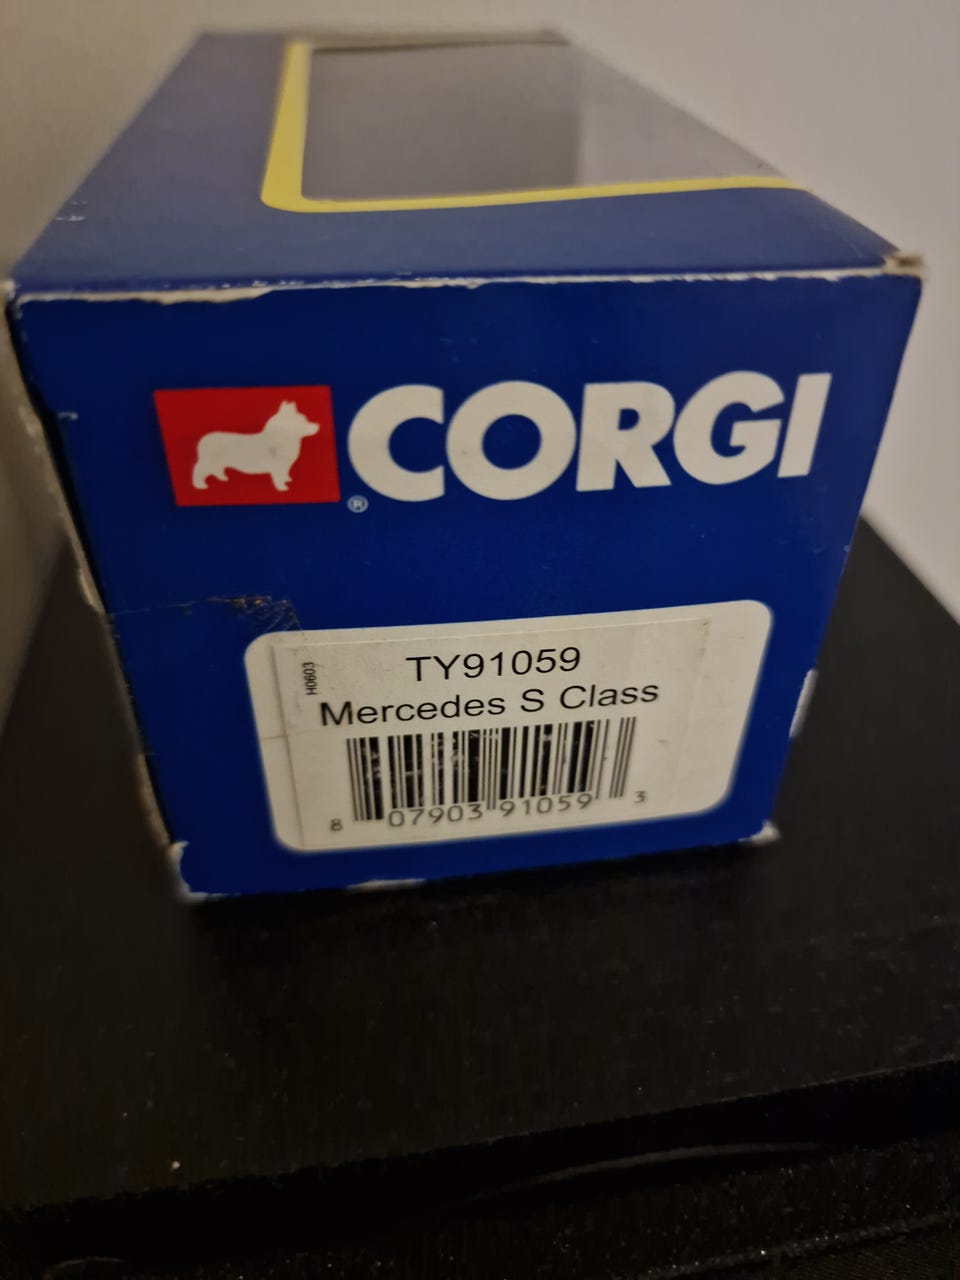 CORGI
®
H0603
TY91059
Mercedes S Class
8 07903 91059 3